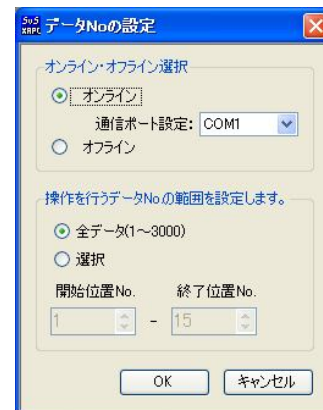 SUS XAPC データNoの設定
オンライン・オフライン選択
オンライン
通信ポート設定: COM1
オフライン
操作を行うデータNo.の範囲を設定します。
全データ(1～3000)
選択
開始位置No. 終了位置No.
1 - 15
OK キャンセル